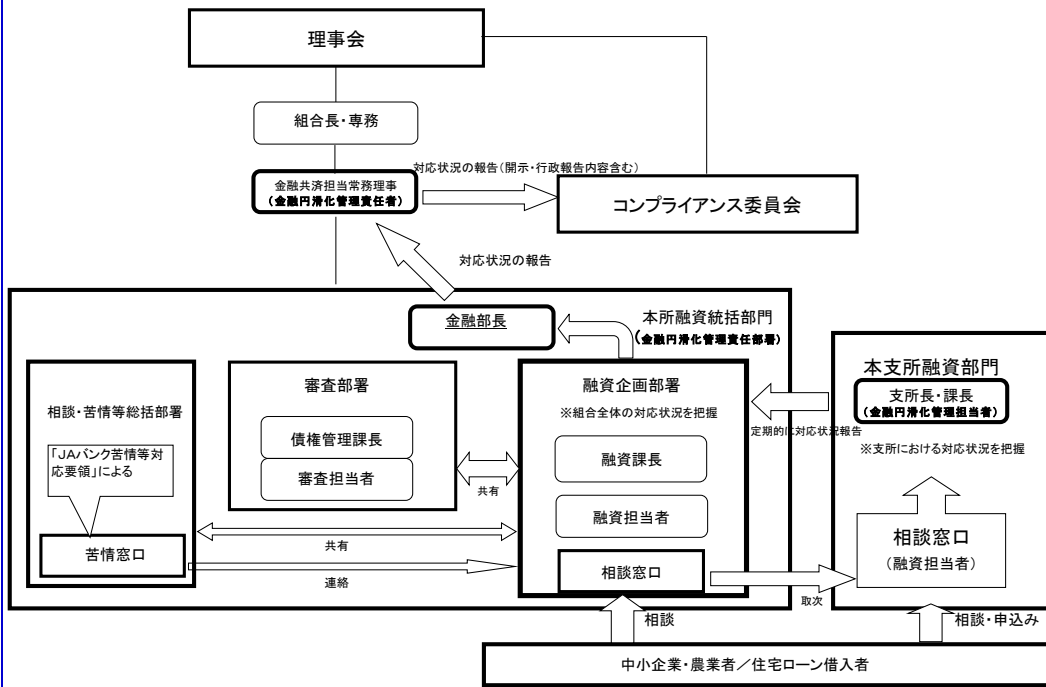 理事会
組合長・専務
対応状況の報告(開示・行政報告内容含む)
金融共済担当常務理事
(金融円滑化管理責任者)
コンプライアンス委員会
対応状況の報告
金融部長
本所融資統括部門
(金融円滑化管理責任部署)
相談・苦情等総括部署
「JAバンク苦情等対
応要領」による
苦情窓口
審査部署
債権管理課長
審査担当者
共有
共有
連絡
融資企画部署
※組合全体の対応状況を把握
融資課長
融資担当者
相談窓口
定期的に対応状況報告
取次
本支所融資部門
支所長・課長
(金融円滑化管理担当者)
※支所における対応状況を把握
相談窓口
(融資担当者)
相談
相談・申込み
中小企業・農業者/住宅ローン借入者